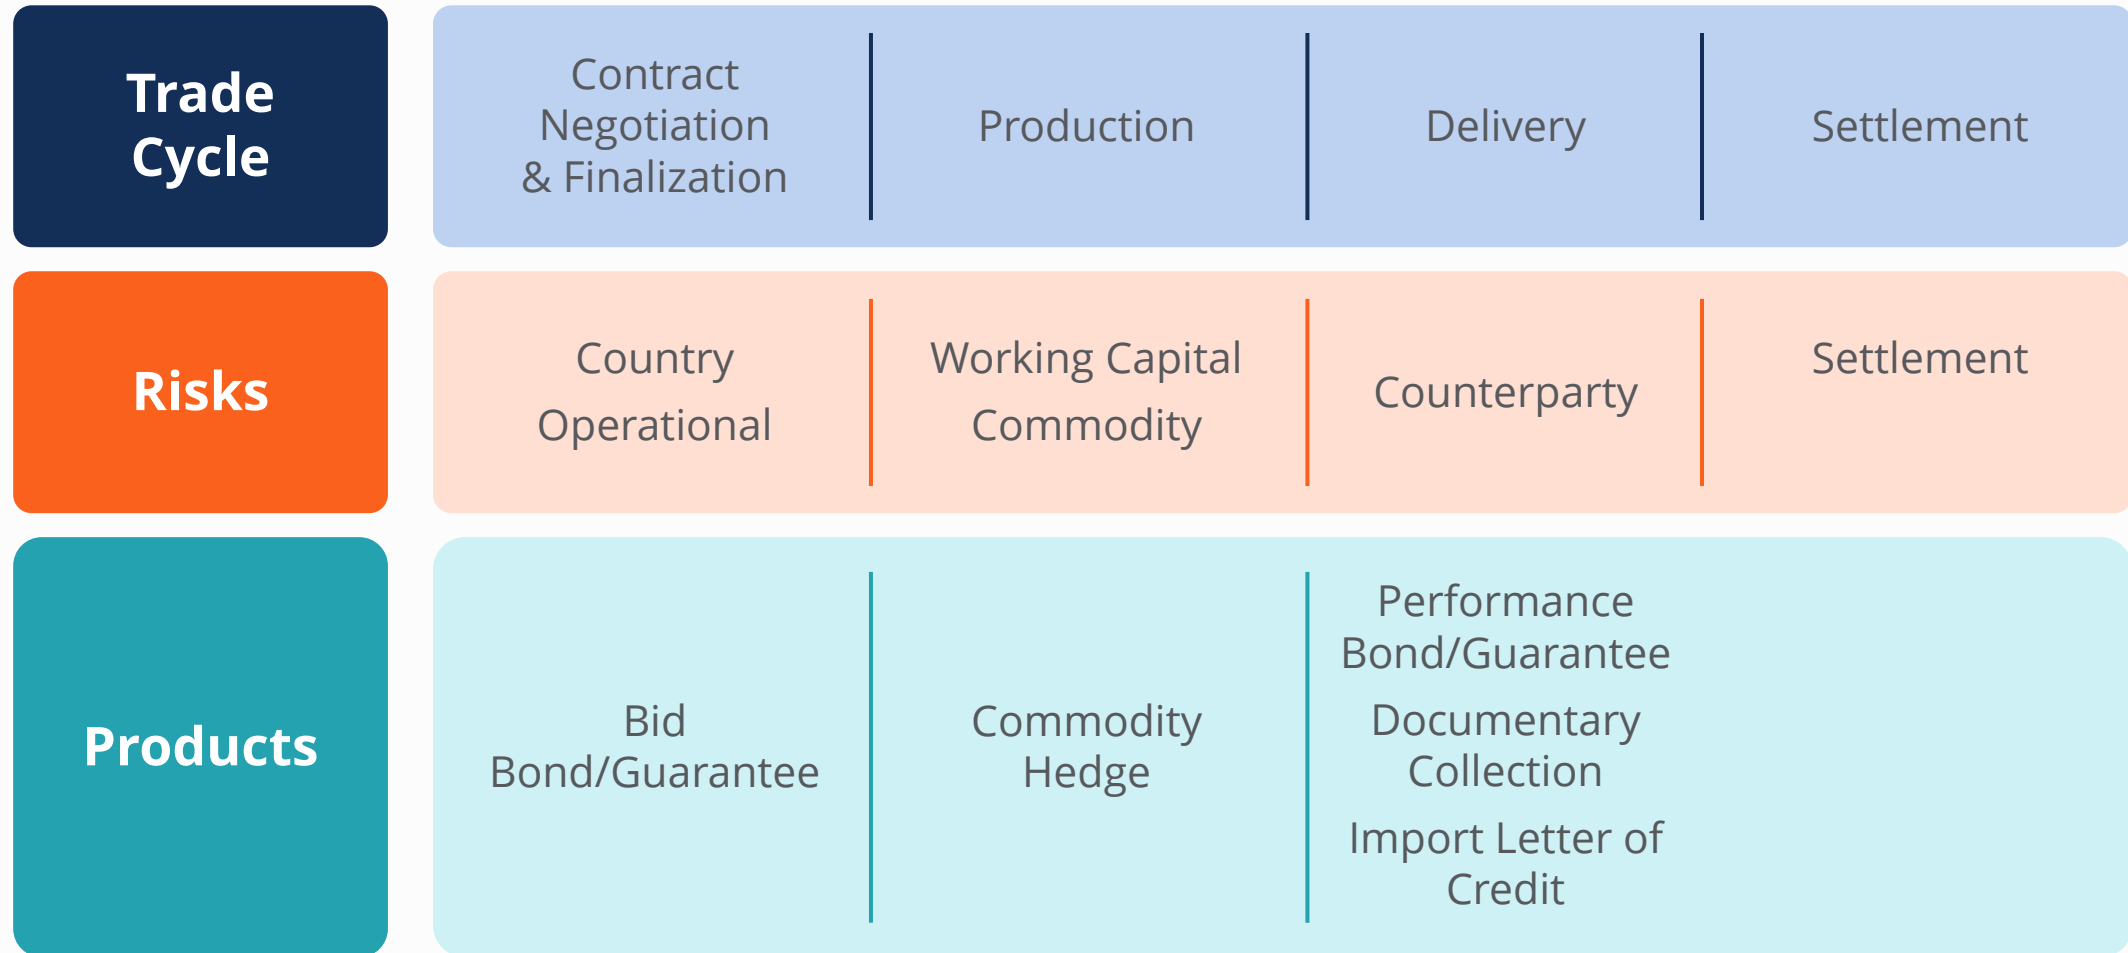 Trade
Cycle
Contract
Negotiation
& Finalization
Production
Delivery
Settlement
Risks
Country
Operational
Working Capital
Commodity
Counterparty
Settlement
Products
Bid
Bond/Guarantee
Commodity
Hedge
Performance
Bond/Guarantee
Documentary
Collection
Import Letter of
Credit